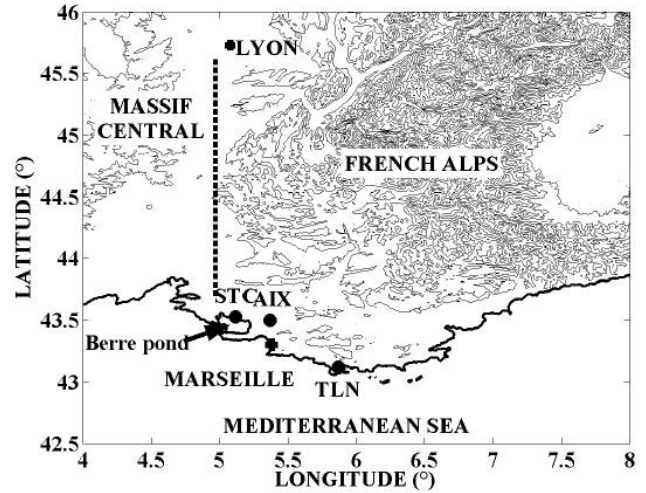 46
45.5
45
44.5
44
43.5
43
42.5
LATITUDE (°)
LYON
MASSIF
CENTRAL
FRENCH ALPS
STC AIX
Berre pond
MARSEILLE
TLN
MEDITERRANEAN SEA
4 4.5 5 5.5 6 6.5 7 7.5 8
LONGITUDE (°)